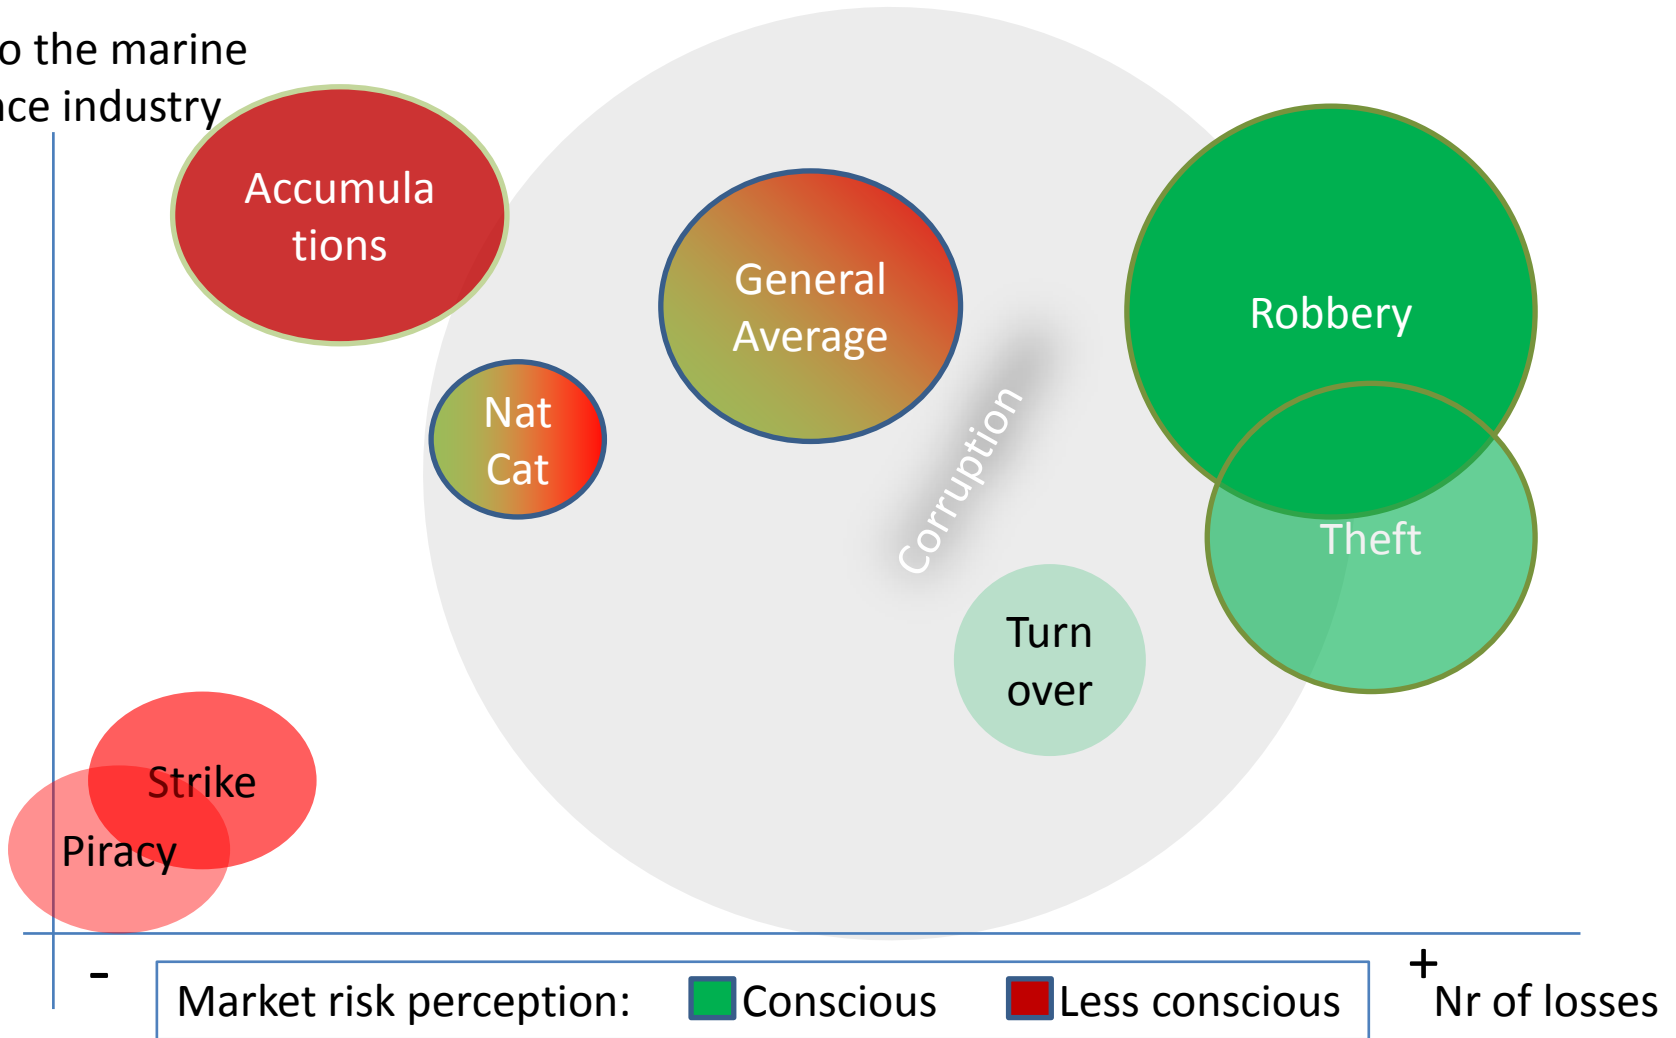 o the marine
ce industry
Accumula
tions
General
Average
Robbery
Nat
Cat
Corruption
Theft
Turn
over
Strike
Piracy
-
+
Market risk perception:
Conscious
Less conscious
Nr of losses